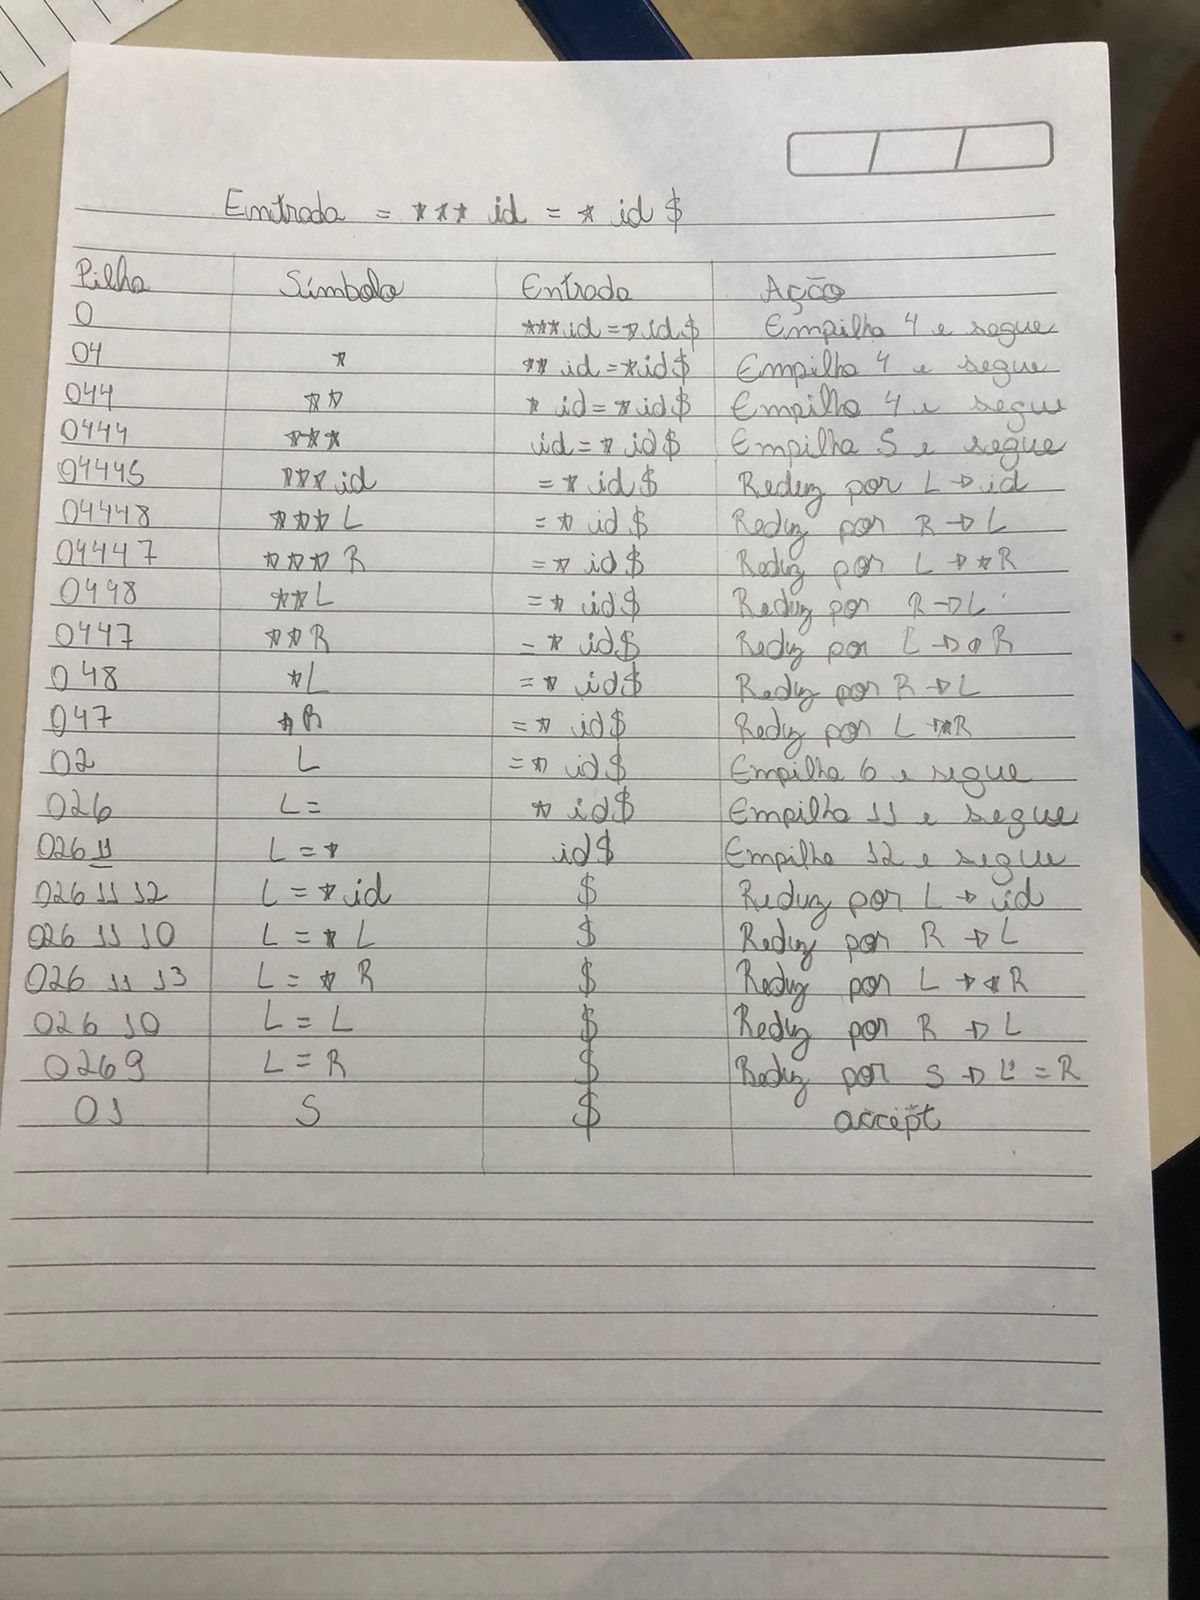 Entrada = *** id = * id $
Pilha Símbolo Entrada Ação
0 ***id=*id$ Empilha 4 e segue
04 * ** id=*id$ Empilha 4 e segue
044 ** * id=*id$ Empilha 4 e segue
0444 *** id=* id$ Empilha 5 e segue
04445 ***id =* id$ Reduz por L → id
04448 ***L =* id$ Reduz por R → L
04447 ***R =* id$ Reduz por L → *R
0448 **L =* id$ Reduz por R → L
0447 **R =* id$ Reduz por L → *R
048 *L =* id$ Reduz por R → L
047 *R =* id$ Reduz por L → *R
02 L =* id$ Empilha 6 e segue
026 L= * id$ Empilha 11 e segue
026 11 L=* id$ Empilha 12 e segue
026 11 12 L=*id $ Reduz por L → id
026 11 10 L=*L $ Reduz por R → L
026 11 13 L=*R $ Reduz por L → *R
026 10 L=L $ Reduz por R → L
0269 L=R $ Reduz por S → L=R
01 S $ accept